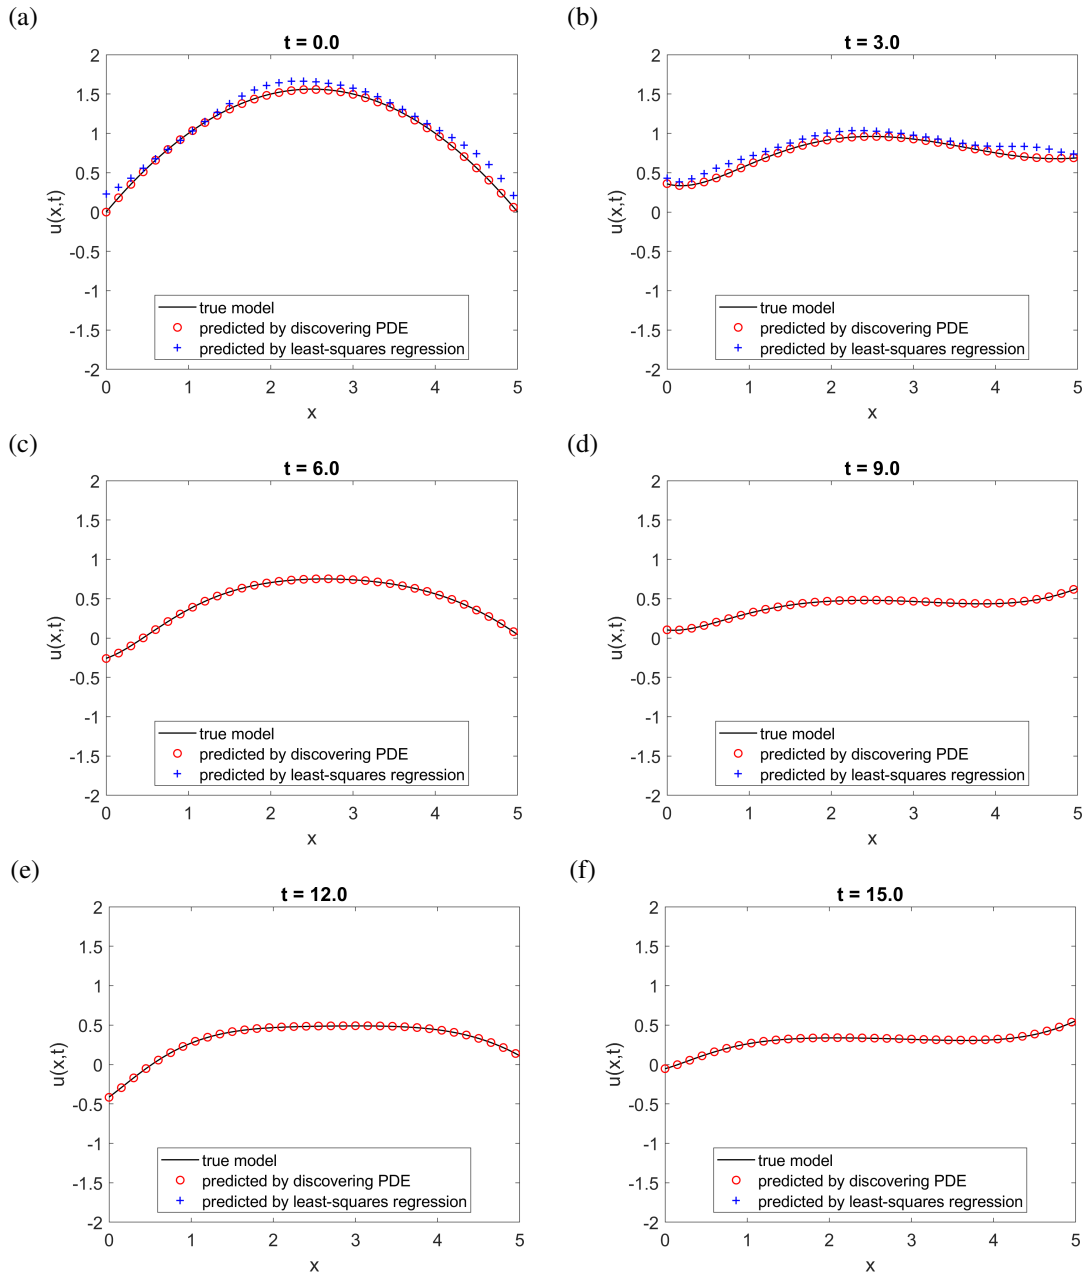 (a)
t = 0.0
2
1.5
1
0.5
0
-0.5
-1
-1.5
-2
u(x,t)
true model
predicted by discovering PDE
predicted by least-squares regression
0 1 2 3 4 5
x
(b)
t = 3.0
2
1.5
1
0.5
0
-0.5
-1
-1.5
-2
u(x,t)
true model
predicted by discovering PDE
predicted by least-squares regression
0 1 2 3 4 5
x
(c)
t = 6.0
2
1.5
1
0.5
0
-0.5
-1
-1.5
-2
u(x,t)
true model
predicted by discovering PDE
predicted by least-squares regression
0 1 2 3 4 5
x
(d)
t = 9.0
2
1.5
1
0.5
0
-0.5
-1
-1.5
-2
u(x,t)
true model
predicted by discovering PDE
predicted by least-squares regression
0 1 2 3 4 5
x
(e)
t = 12.0
2
1.5
1
0.5
0
-0.5
-1
-1.5
-2
u(x,t)
true model
predicted by discovering PDE
predicted by least-squares regression
0 1 2 3 4 5
x
(f)
t = 15.0
2
1.5
1
0.5
0
-0.5
-1
-1.5
-2
u(x,t)
true model
predicted by discovering PDE
predicted by least-squares regression
0 1 2 3 4 5
x